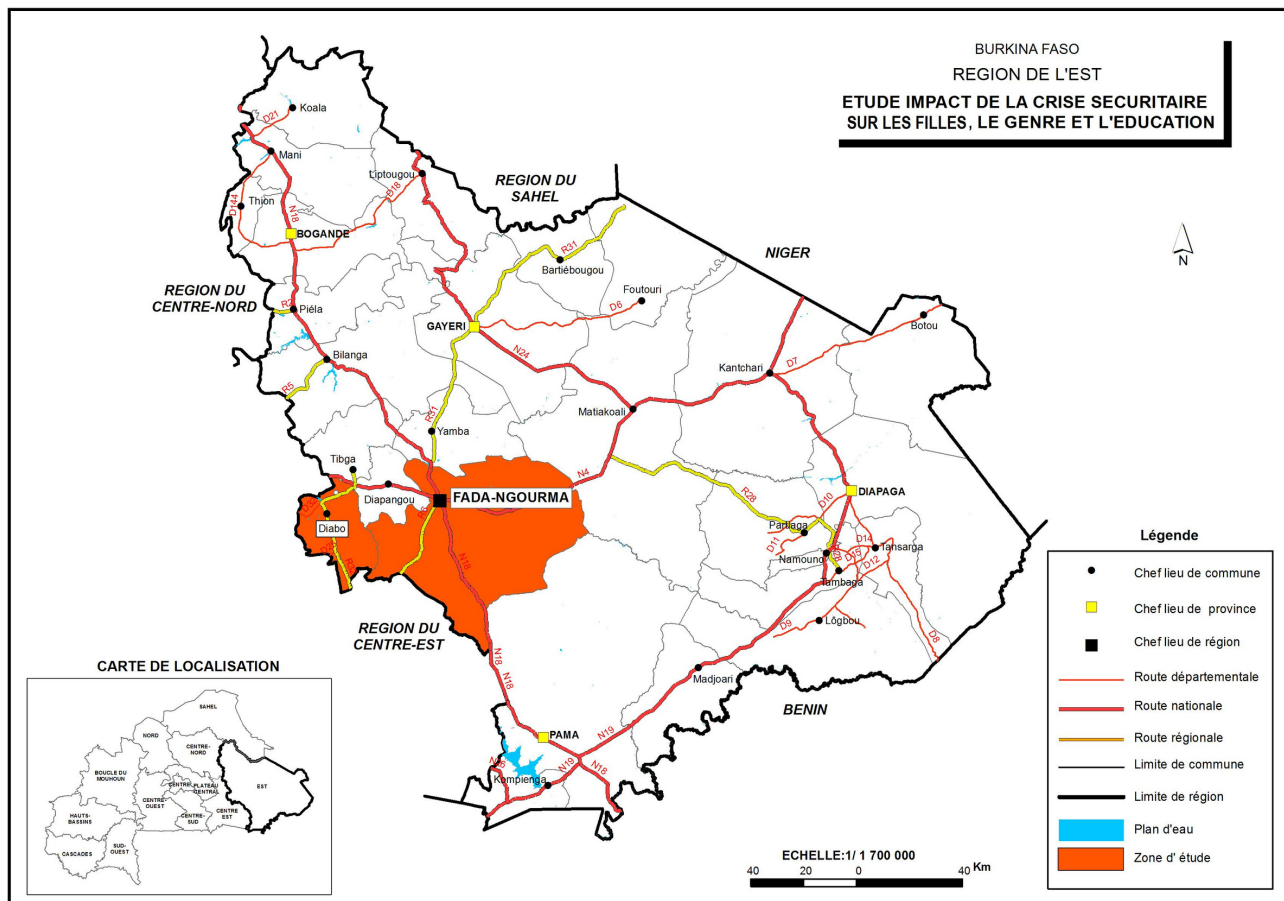 BURKINA FASO
REGION DE L'EST
ETUDE IMPACT DE LA CRISE SECURITAIRE
SUR LES FILLES, LE GENRE ET L'EDUCATION
N
Koala
D21
Mani
Liptougou
D18
REGION DU
SAHEL
Thion
D144
N18
BOGANDE
R31
Bartiébougou
NIGER
Foutouri
REGION DU
CENTRE-NORD
Piéla
D6
Botou
GAYERI
Bilanga
N24
D7
Kantchari
R5
Matiakoali
R31
Yamba
Tibga
N4
Diapangou
FADA-NGOURMA
R28
DIAPAGA
D10
Diabo
Partiaga
D11
D14
Tansarga
Namouno
D15
D12
Tambaga
N18
Lôgbou
D9
D8
REGION DU
CENTRE-EST
N18
N18
Madjoari
BENIN
PAMA
N19
N19
N18
Kompienga
CARTE DE LOCALISATION
SAHEL
NORD
CENTRE-
NORD
BOUCLE DU
MOUHOUN
CENTRE
PLATEAU
CENTRAL
EST
CENTRE-
OUEST
HAUTS-
BASSINS
CENTRE-
SUD
CENTRE
EST
SUD-
OUEST
CASCADES
Légende
Chef lieu de commune
Chef lieu de province
Chef lieu de région
Route départementale
Route nationale
Route régionale
Limite de commune
Limite de région
Plan d'eau
Zone d' étude
ECHELLE:1/ 1 700 000
40 20 0 40 Km